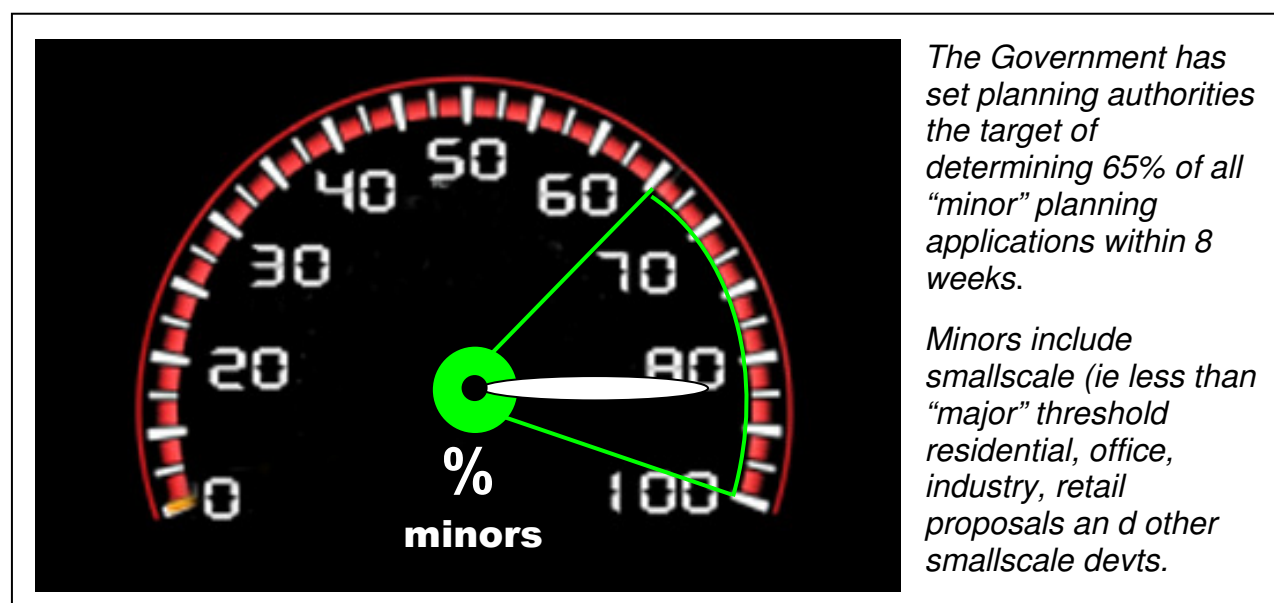 50
40
60
30
70
20
80
0
100
%
minors
The Government has
set planning authorities
the target of
determining 65% of all
“minor” planning
applications within 8
weeks.
Minors include
smallscale (ie less than
“major” threshold
residential, office,
industry, retail
proposals an d other
smallscale devts.